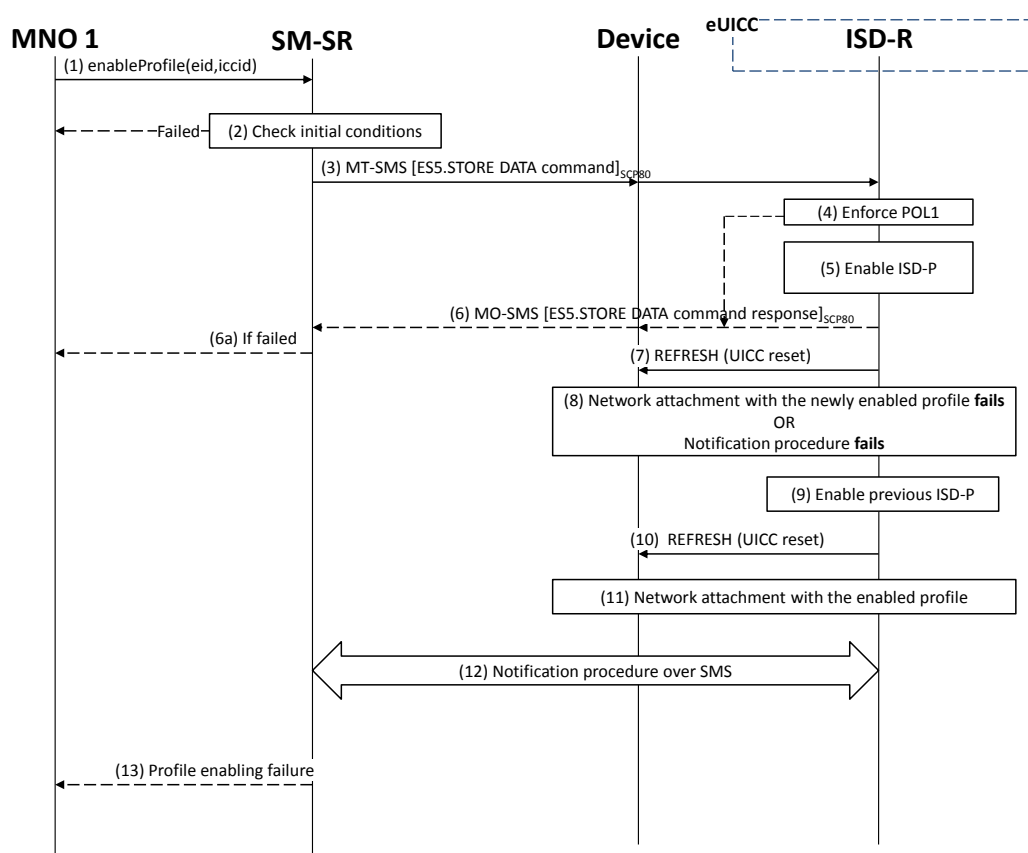 eUICC
MNO 1
SM-SR
Device
ISD-R
(1) enableProfile(eid,iccid)
Failed
(2) Check initial conditions
(3) MT-SMS [ES5.STORE DATA command]SCP80
(4) Enforce POL1
(5) Enable ISD-P
(6) MO-SMS [ES5.STORE DATA command response]SCP80
(6a) If failed
(7) REFRESH (UICC reset)
(8) Network attachment with the newly enabled profile fails
OR
Notification procedure fails
(9) Enable previous ISD-P
(10) REFRESH (UICC reset)
(11) Network attachment with the enabled profile
(12) Notification procedure over SMS
(13) Profile enabling failure